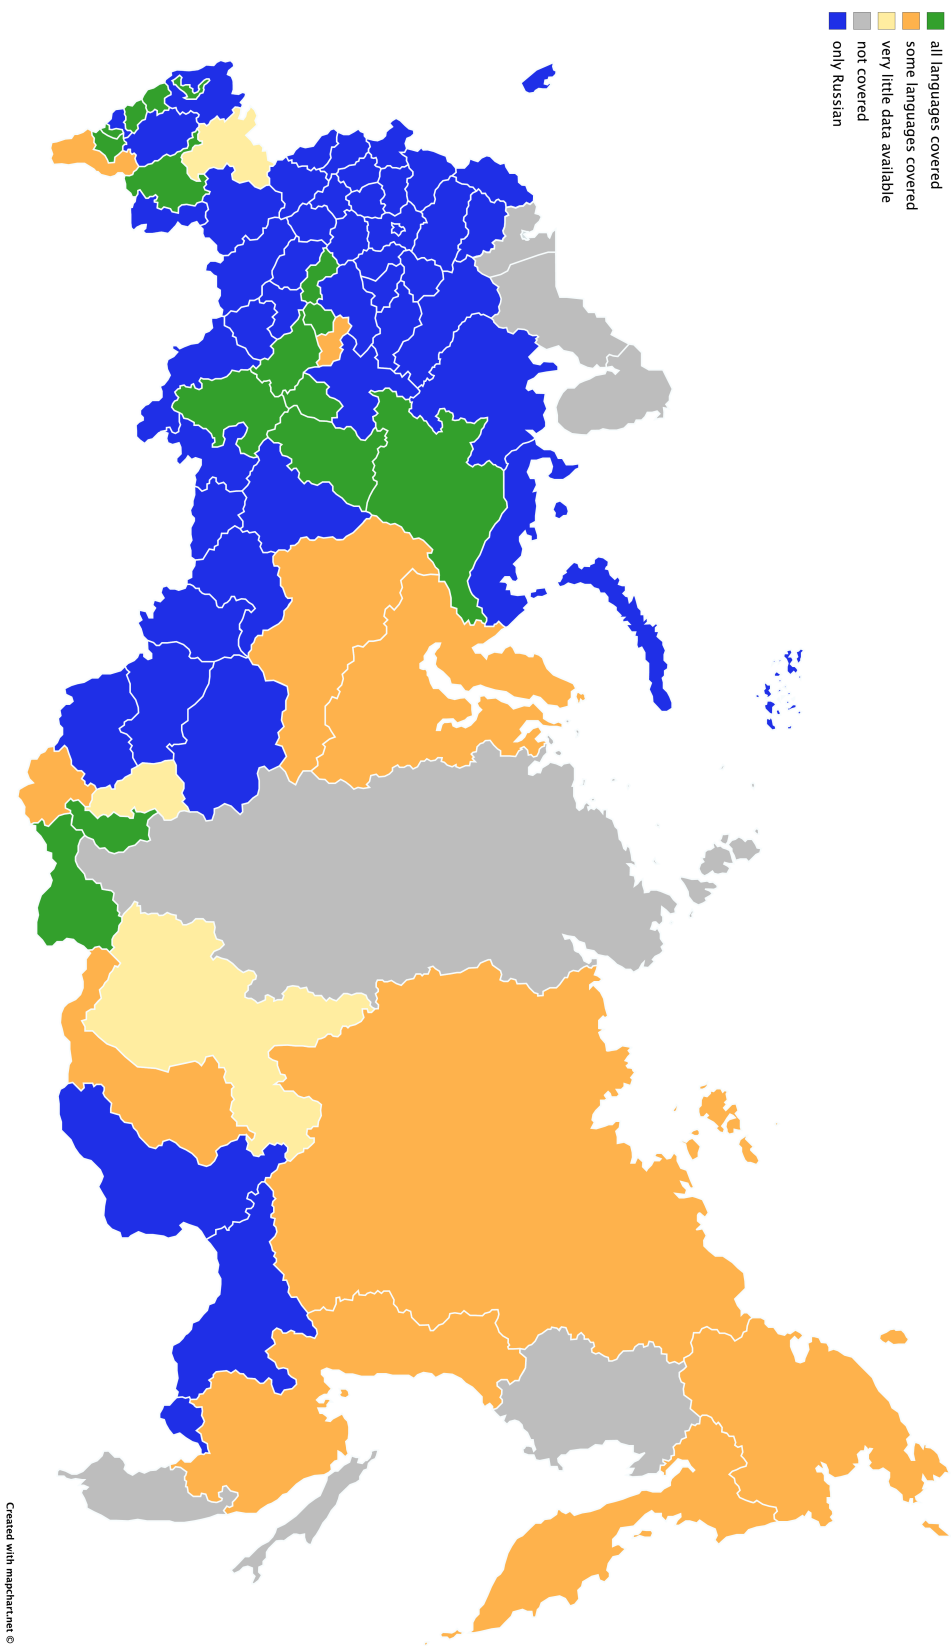 all languages covered
some languages covered
very little data available
not covered
only Russian
Created with mapchart.net ©